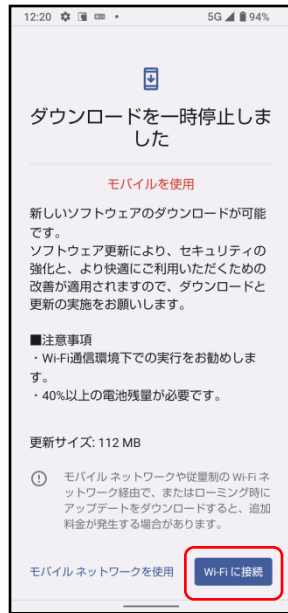 12:20 5G 94%
ダウンロードを一時停止しま
した
モバイルを使用
新しいソフトウェアのダウンロードが可能
です。
ソフトウェア更新により、セキュリティの
強化と、より快適にご利用いただくための
改善が適用されますので、ダウンロードと
更新の実施をお願いします。
■注意事項
・Wi-Fi通信環境下での実行をお勧めしま
す。
・40%以上の電池残量が必要です。
更新サイズ: 112 MB
モバイル ネットワークや従量制の Wi-Fi ネ
ットワーク経由で、またはローミング時に
アップデートをダウンロードすると、追加
料金が発生する場合があります。
モバイル ネットワークを使用 Wi-Fi に接続